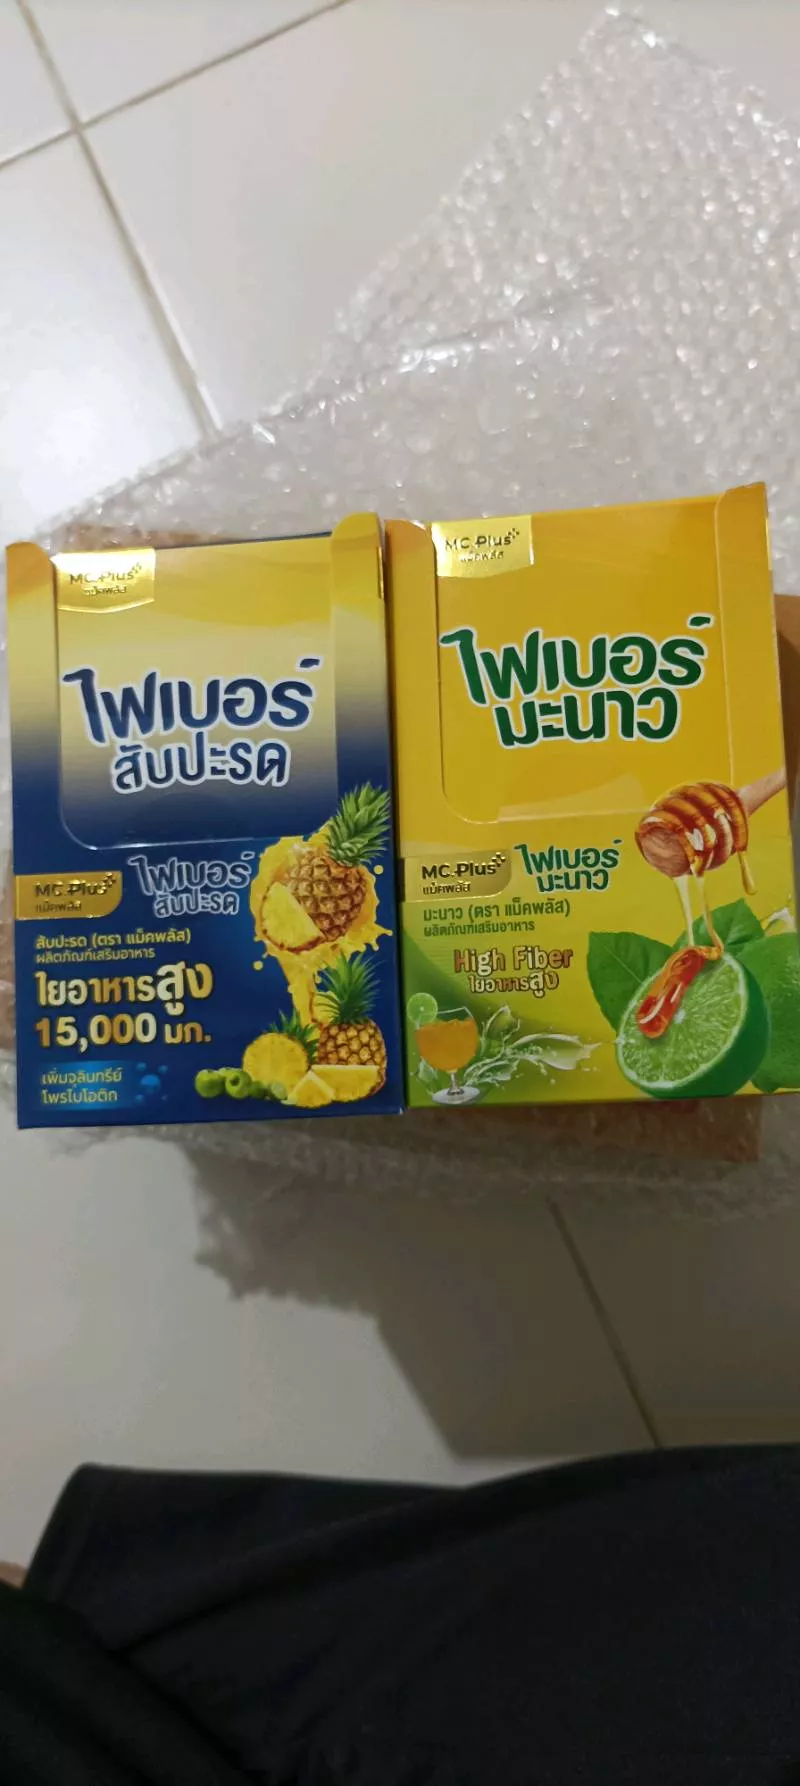 MC.Plus
แม็คพลัส
ไฟเบอร์
สับปะรด
MC.Plus
แม็คพลัส
ไฟเบอร์
สับปะรด
สับปะรด (ตรา แม็คพลัส)
ผลิตภัณฑ์เสริมอาหาร
ใยอาหารสูง
15,000 มก.
เพิ่มจุลินทรีย์
โพรไบโอติก
MC.Plus
แม็คพลัส
ไฟเบอร์
มะนาว
MC.Plus
แม็คพลัส
ไฟเบอร์
มะนาว
มะนาว (ตรา แม็คพลัส)
ผลิตภัณฑ์เสริมอาหาร
High Fiber
ใยอาหารสูง